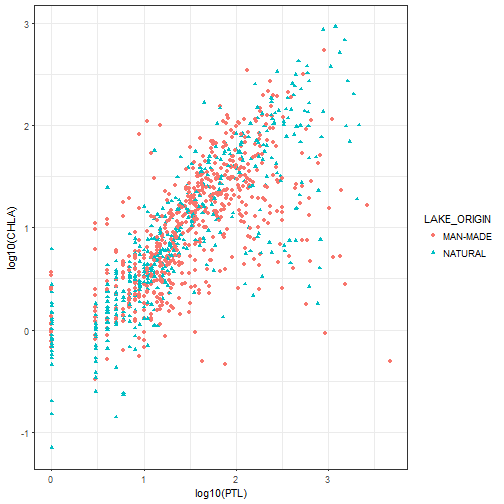 3
2
1
0
-1
log10(CHLA)
0
1
2
3
log10(PTL)
LAKE_ORIGIN
MAN-MADE
NATURAL